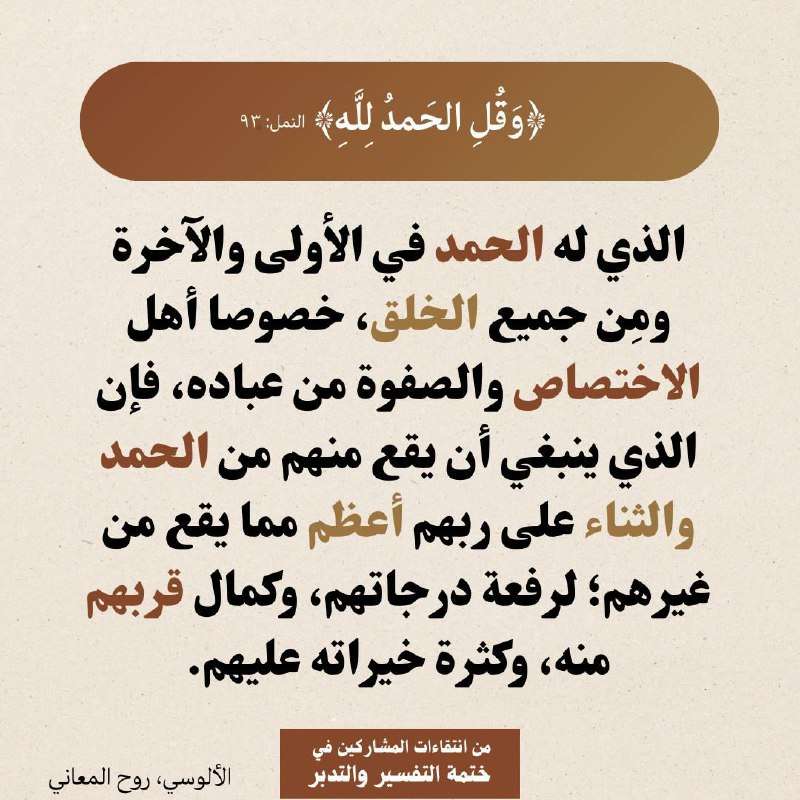 ﴿وَقُلِ الحَمدُ لِلَّهِ﴾ النمل: ٩٣
الذي له الحمد في الأولى والآخرة
ومِن جميع الخلق، خصوصا أهل
الاختصاص والصفوة من عباده، فإن
الذي ينبغي أن يقع منهم من الحمد
والثناء على ربهم أعظم مما يقع من
غيرهم؛ لرفعة درجاتهم، وكمال قربهم
منه، وكثرة خيراته عليهم.
من انتقاءات المشاركين في
ختمة التفسير والتدبر
الألوسي، روح المعاني